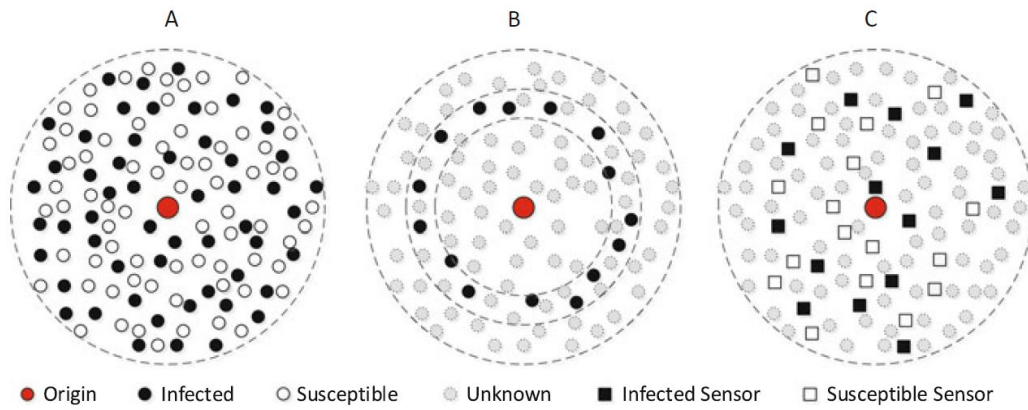 A B C
Origin Infected Susceptible Unknown Infected Sensor Susceptible Sensor